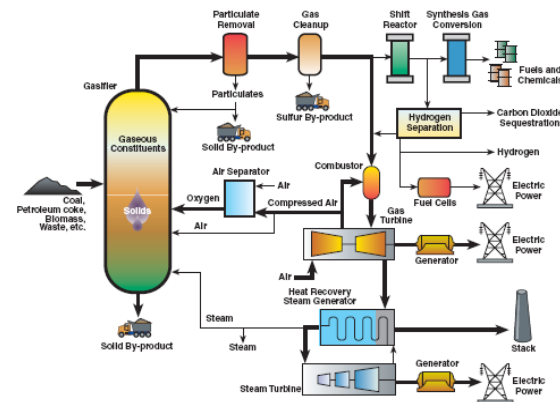 Particulate
Removal
Gas
Cleanup
Shift
Reactor
Synthesis Gas
Conversion
Gasifier
Particulates
Sulfur By-product
Fuels and
Chemicals
Solid By-product
Gaseous
Constituents
Hydrogen
Separation
Carbon Dioxide
Sequestration
Combustor
Hydrogen
Air Separator
Air
Oxygen
Compressed Air
Fuel Cells
Electric
Power
Coal,
Petroleum coke,
Biomass,
Waste, etc.
Solids
Air
Gas
Turbine
Generator
Electric
Power
Air
Heat Recovery
Steam Generator
Steam
Steam
Solid By-product
Stack
Generator
Steam Turbine
Electric
Power